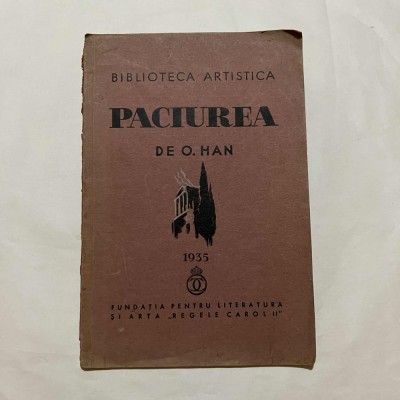 BIBLIOTECA ARTISTICA
PACIUREA
DE O. HAN
1935
FUNDAȚIA PENTRU LITERATURA
ȘI ARTA „REGELE CAROL II"